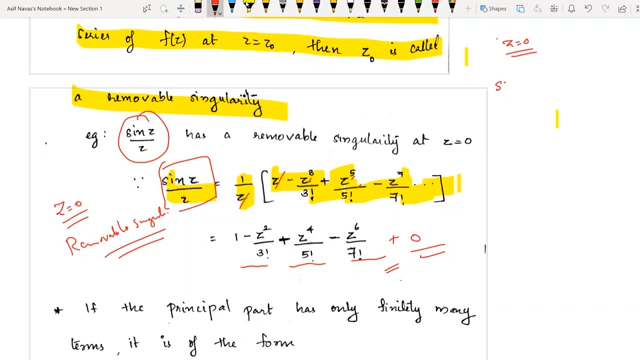 Asif Navas's Notebook » New Section 1
series of f(z) at z = z₀, then z₀ is called
z=0
a removable singularity
s
eg: sin z / z has a removable singularity at z=0
∵ sin z / z = 1/z [ z - z³/3! + z⁵/5! - z⁷/7! ... ]
z=0
Removable singul
= 1 - z²/3! + z⁴/5! - z⁶/7! + 0
* If the principal part has only finitely many
terms, it is of the form